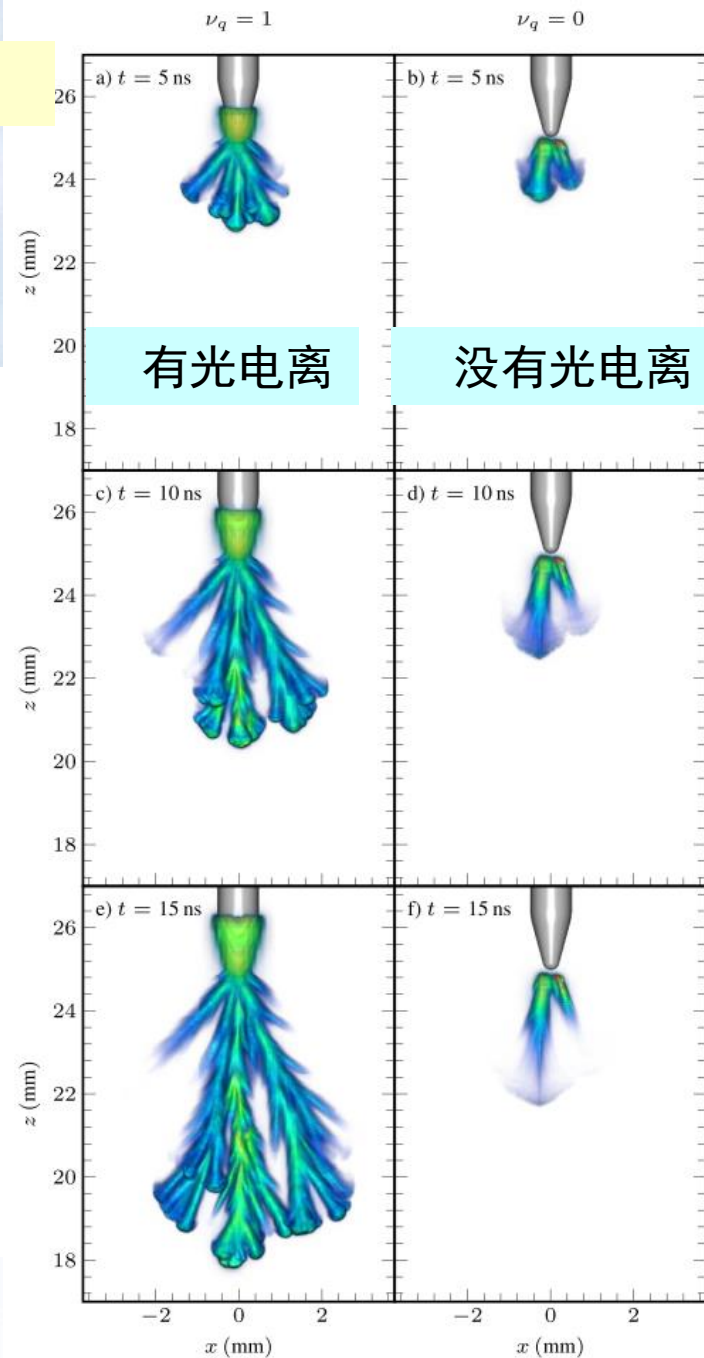 ν_q = 1 ν_q = 0
a) t = 5 ns b) t = 5 ns
26
24
22
z (mm)
20
18
有光电离 没有光电离
c) t = 10 ns d) t = 10 ns
26
24
22
z (mm)
20
18
e) t = 15 ns f) t = 15 ns
26
24
22
z (mm)
20
18
−2 0 2 −2 0 2
x (mm) x (mm)